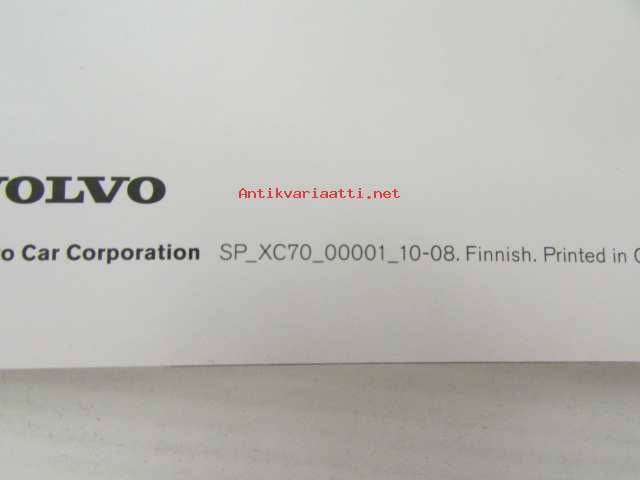 VOLVO
Antikvariaatti.net
Car Corporation SP_XC70_00001_10-08. Finnish. Printed in